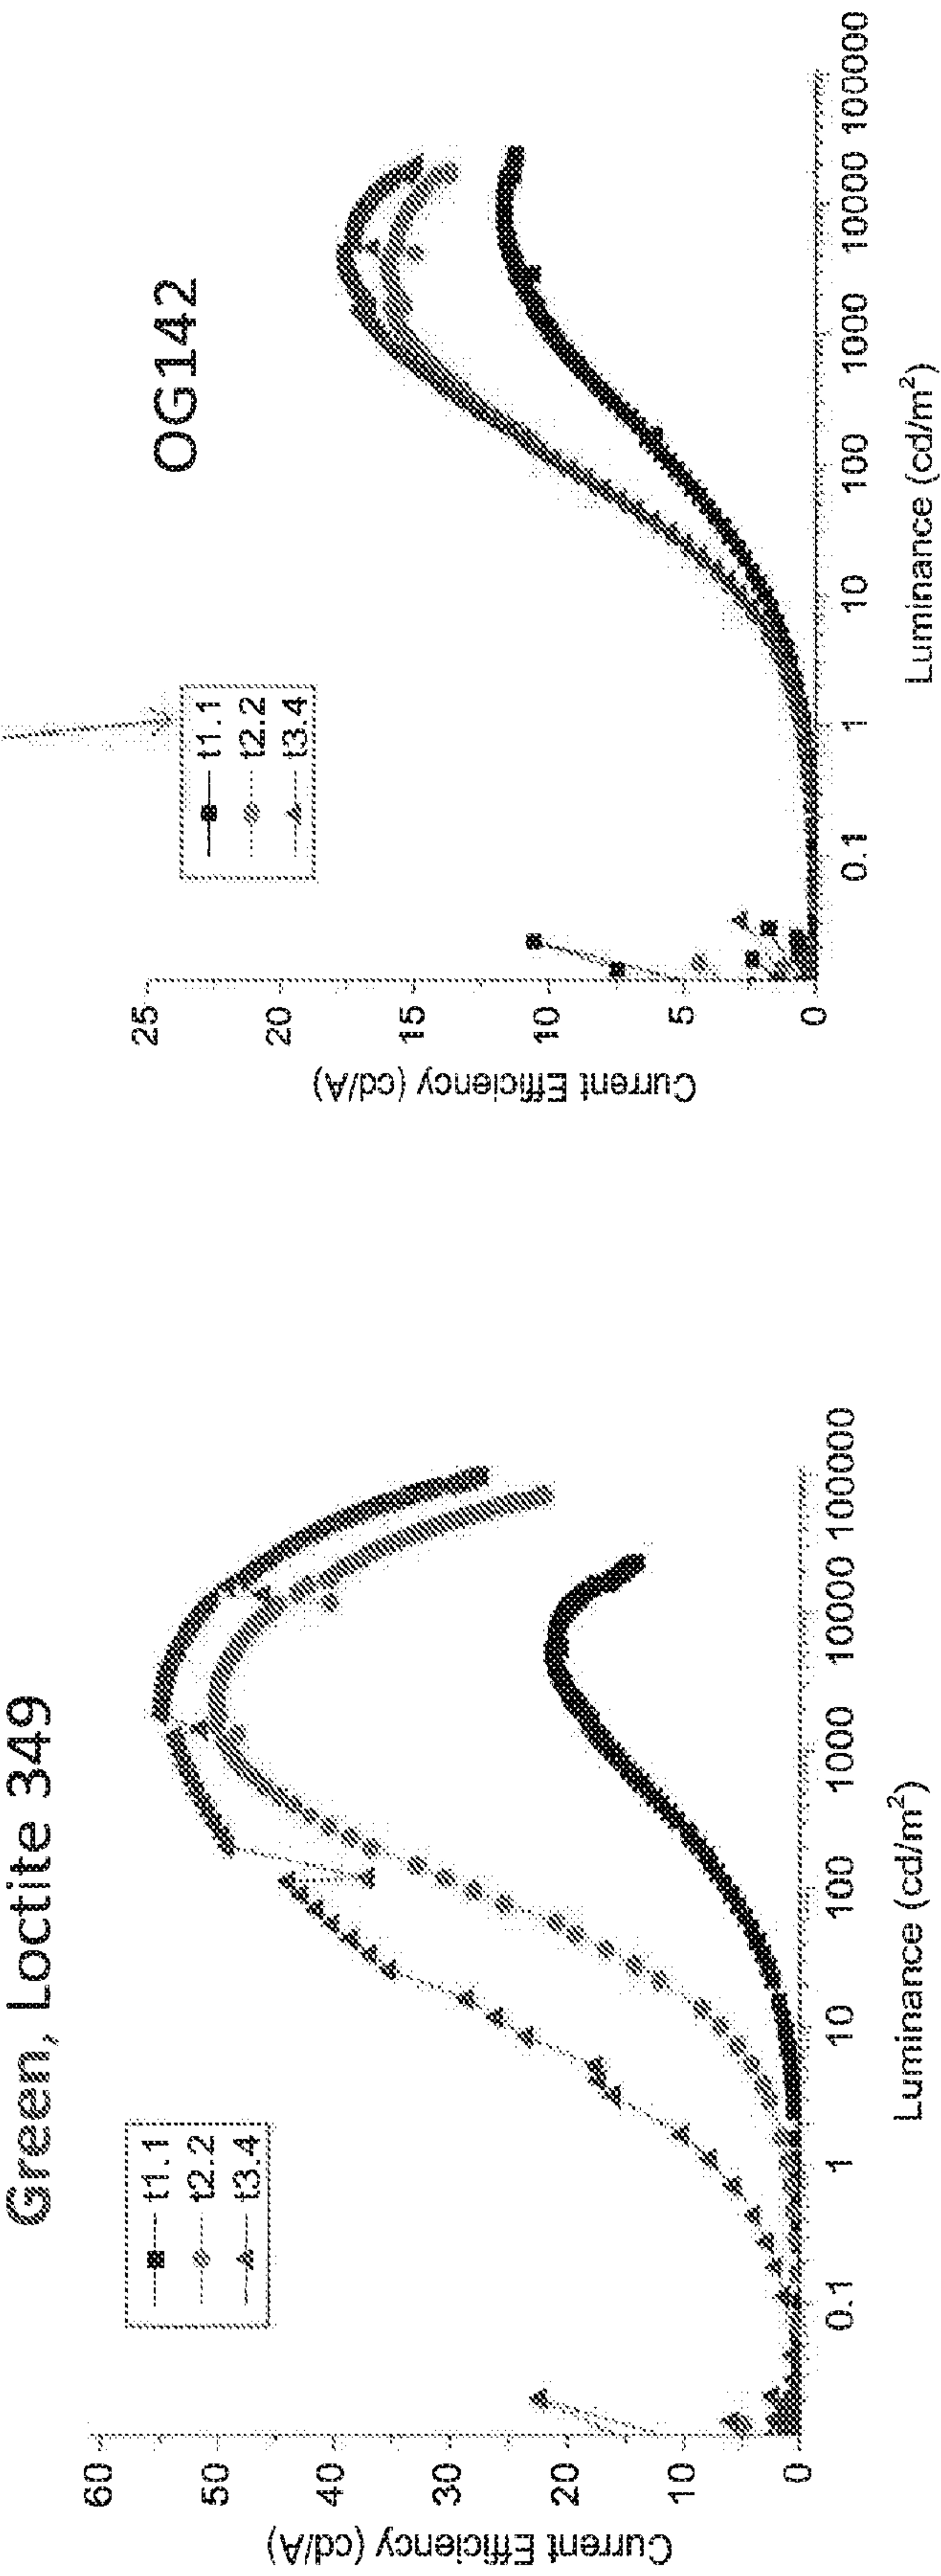 Green, Loctite 349
t1.1
t2.2
t3.4
60
50
40
30
20
10
0
Current Efficiency (cd/A)
0.1
1
10
100
1000
10000
100000
Luminance (cd/m²)
OG142
t1.1
t2.2
t3.4
25
20
15
10
5
0
Current Efficiency (cd/A)
0.1
1
10
100
1000
10000
100000
Luminance (cd/m²)